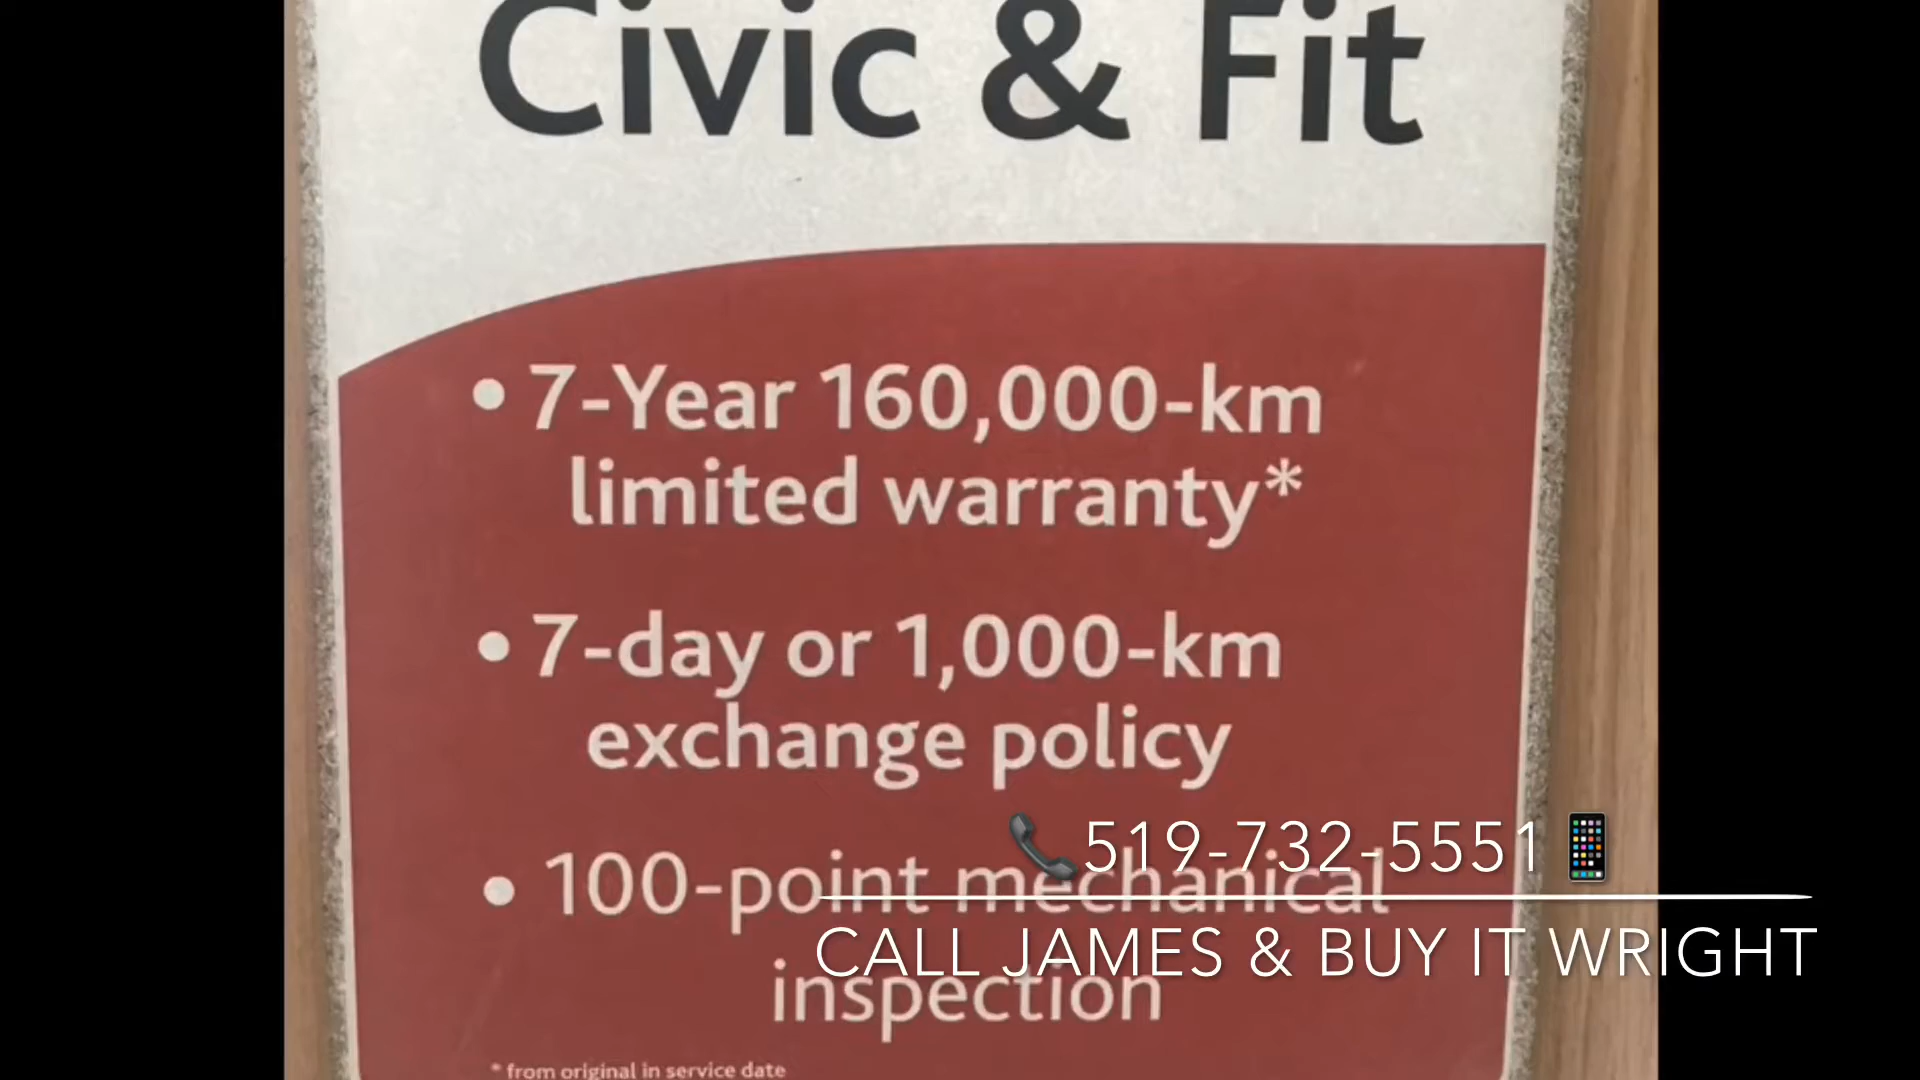 Civic & Fit
• 7-Year 160,000-km
limited warranty*
• 7-day or 1,000-km
exchange policy
519-732-5551
• 100-point mechanical
CALL JAMES & BUY IT WRIGHT
inspection
* from original in service date